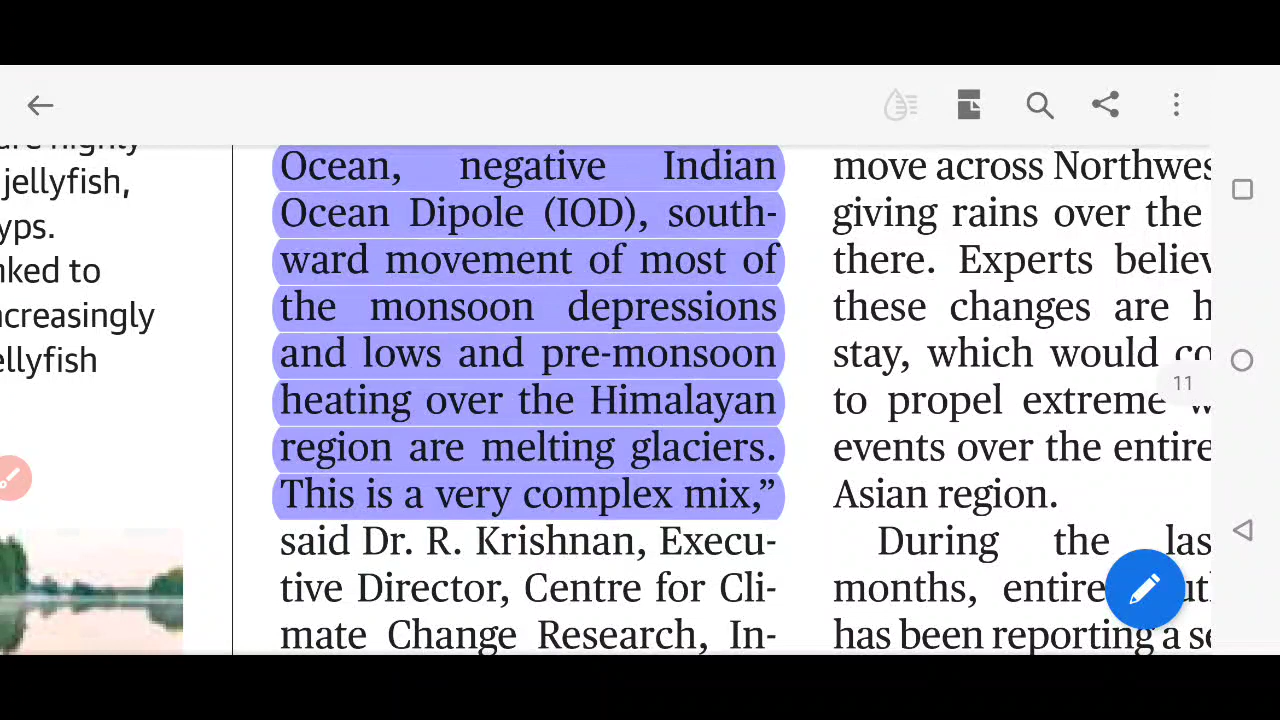 jellyfish,
yps.
to
ellyfish
Ocean, negative Indian
Ocean Dipole (IOD), south-
ward movement of most of
the monsoon depressions
and lows and pre-monsoon
heating over the Himalayan
region are melting glaciers.
This is a very complex mix,”
said Dr. R. Krishnan, Execu-
tive Director, Centre for Cli-
mate Change Research, In-
move across Northwes
giving rains over the
there. Experts believ
these changes are h
stay, which would
to propel extreme
events over the entire
Asian region.
During the las
months, entire
has been reporting a se
11